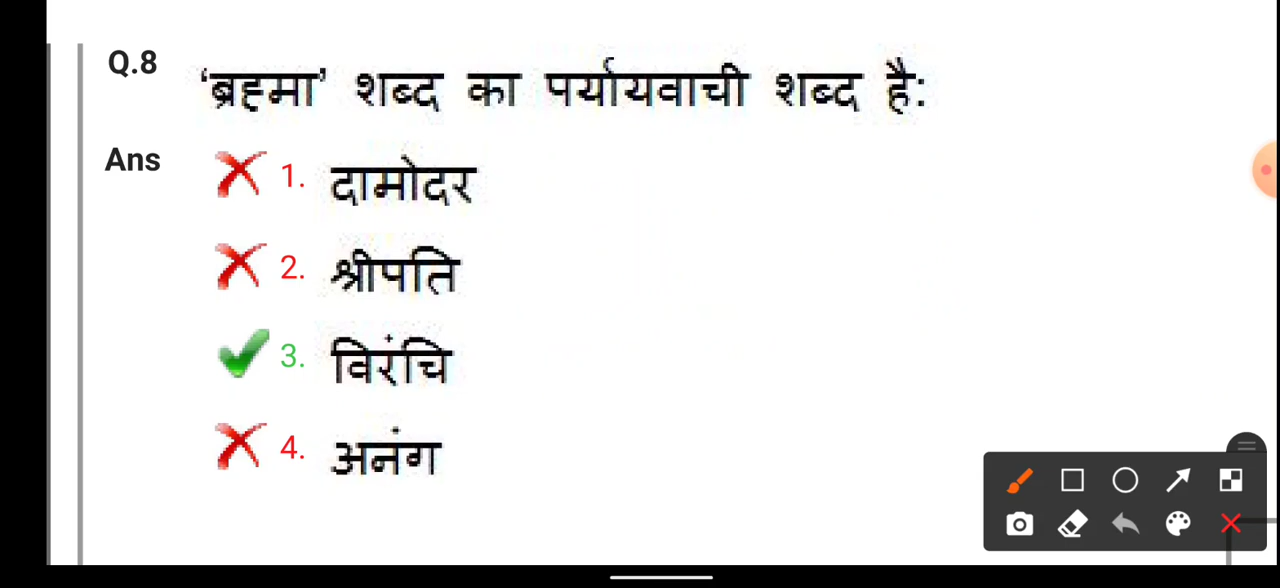 Q.8 'ब्रह्मा' शब्द का पर्यायवाची शब्द है:
Ans 1. दामोदर
2. श्रीपति
3. विरंचि
4. अनंग